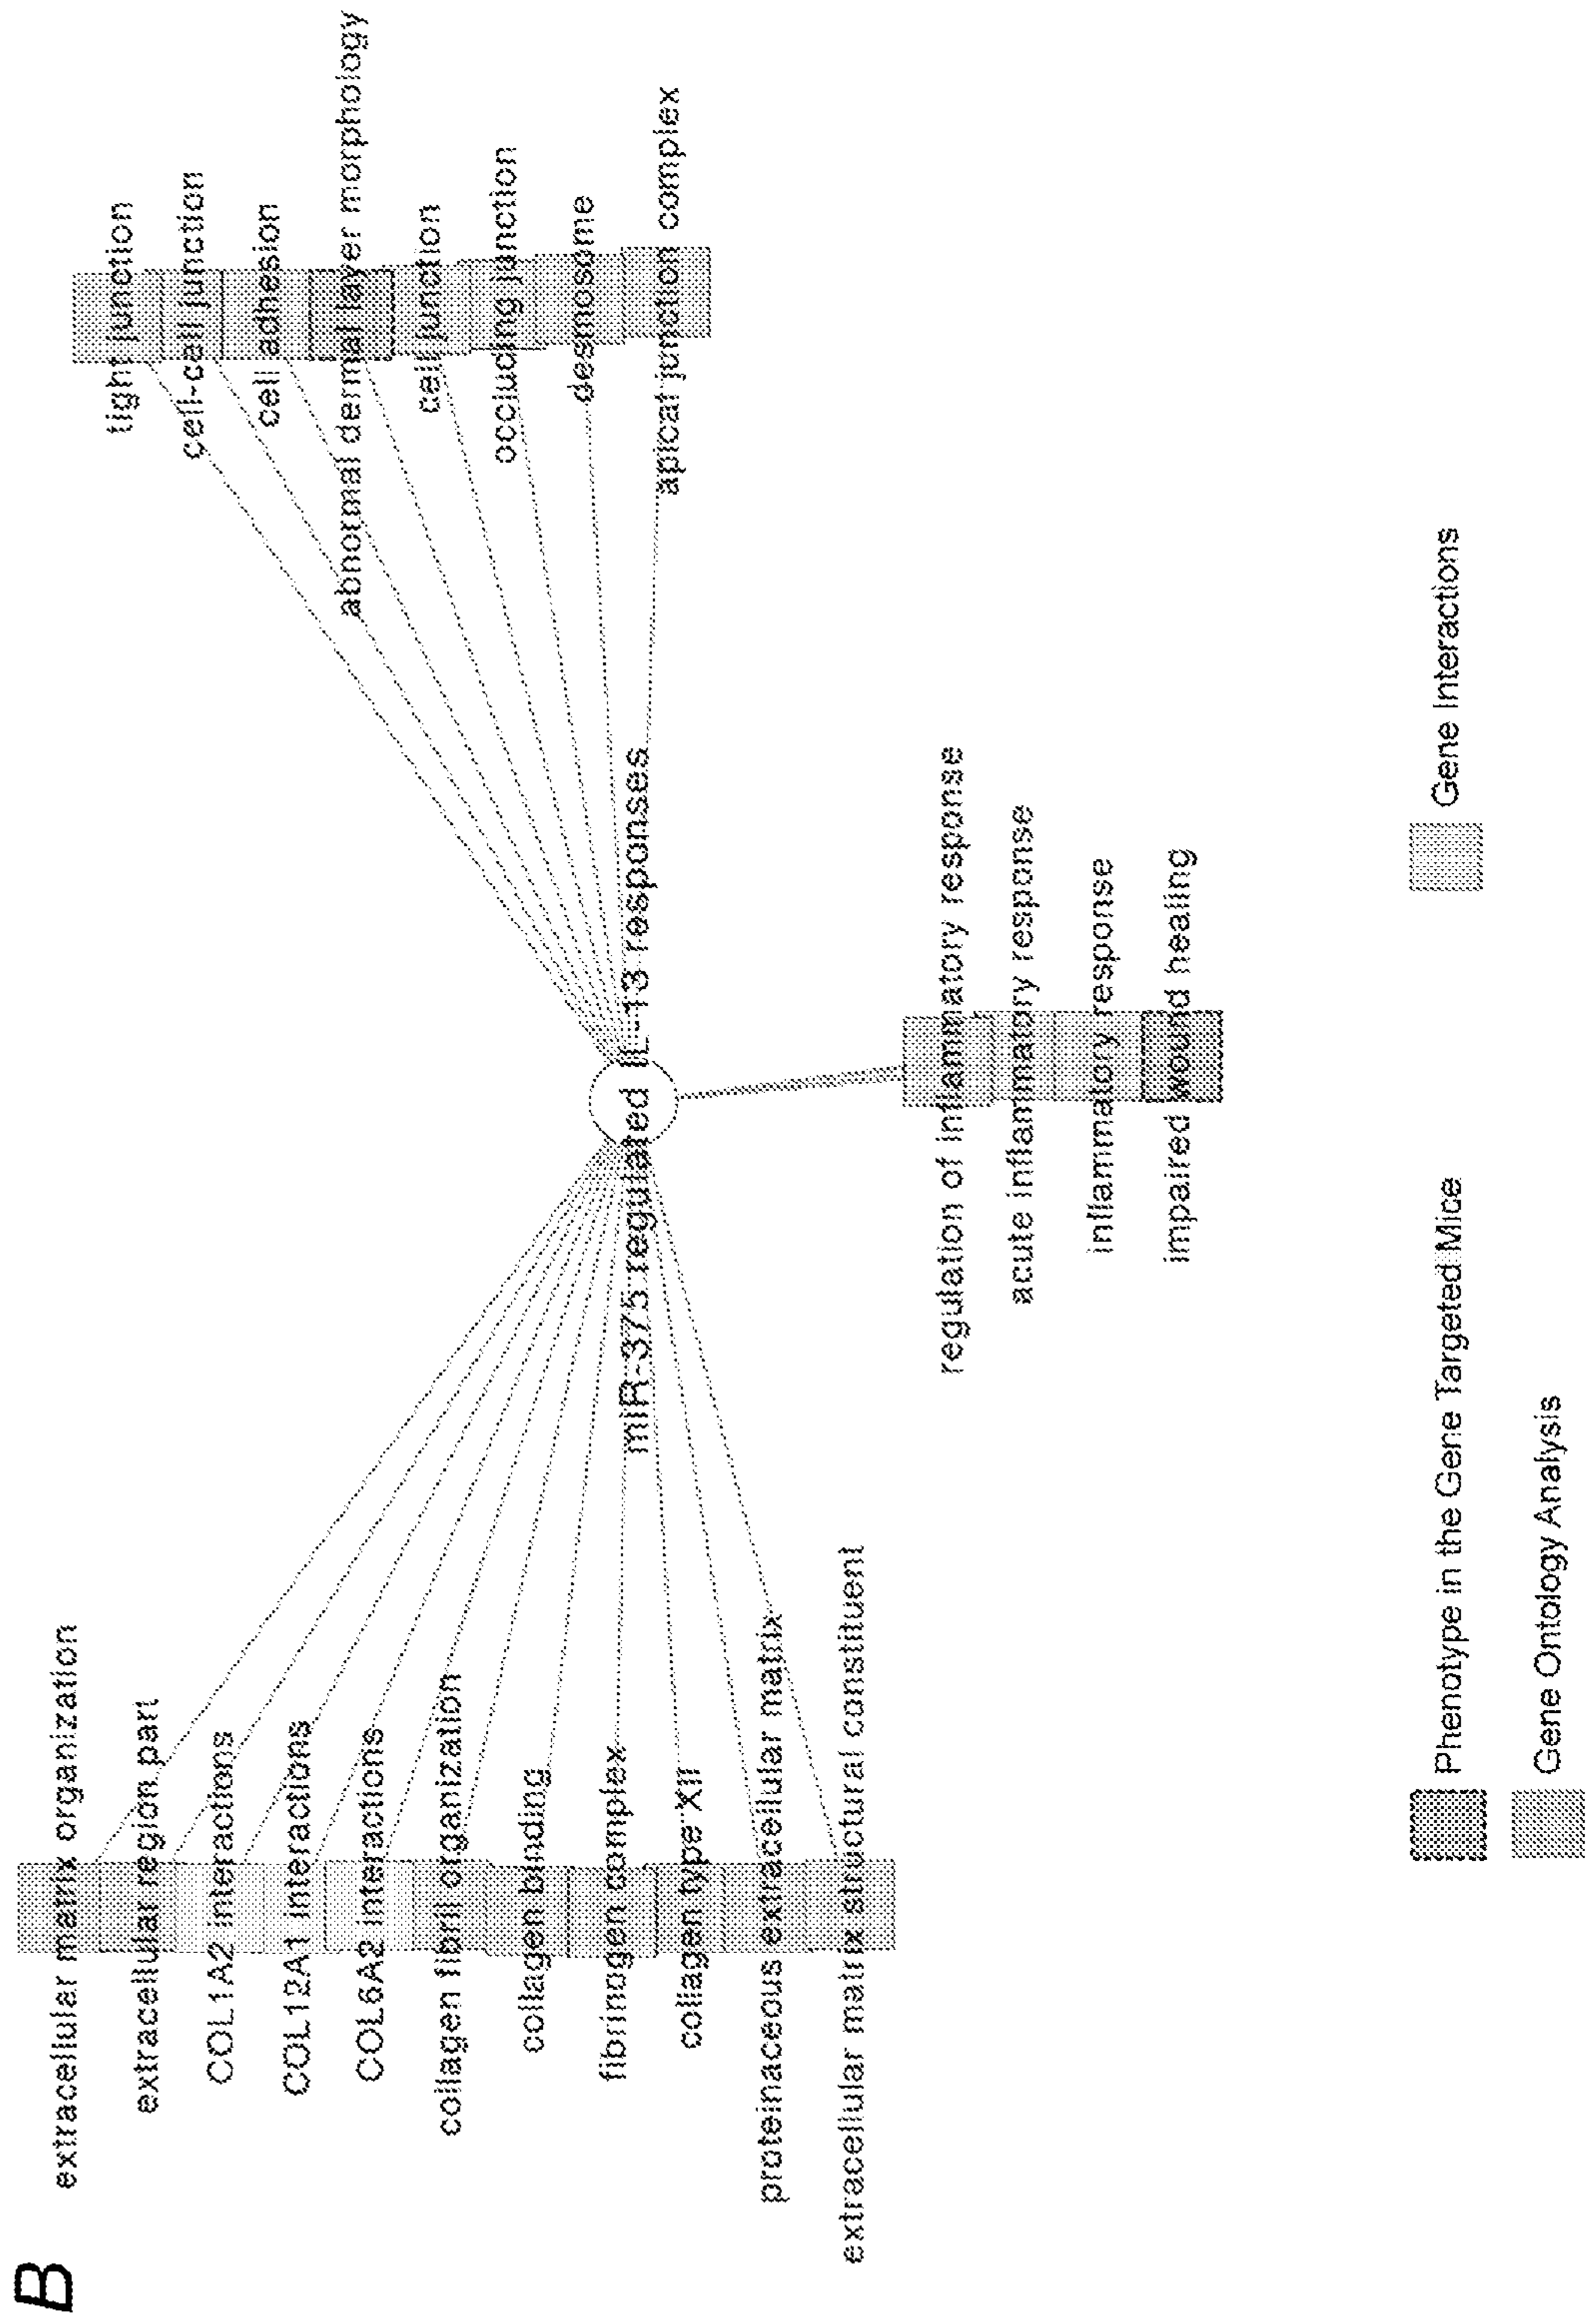 B
extracellular matrix organization
extracellular region part
COL1A2 interactions
COL12A1 interactions
COL6A2 interactions
collagen fibril organization
collagen binding
fibrinogen complex
collagen type XII
proteinaceous extracellular matrix
extracellular matrix structural constituent
miR-375 regulated IL-13 responses
tight junction
cell-cell junction
cell adhesion
abnormal dermal layer morphology
cell junction
occluding junction
desmosome
apical junction complex
regulation of inflammatory response
acute inflammatory response
inflammatory response
impaired wound healing
Phenotype in the Gene Targeted Mice
Gene Interactions
Gene Ontology Analysis